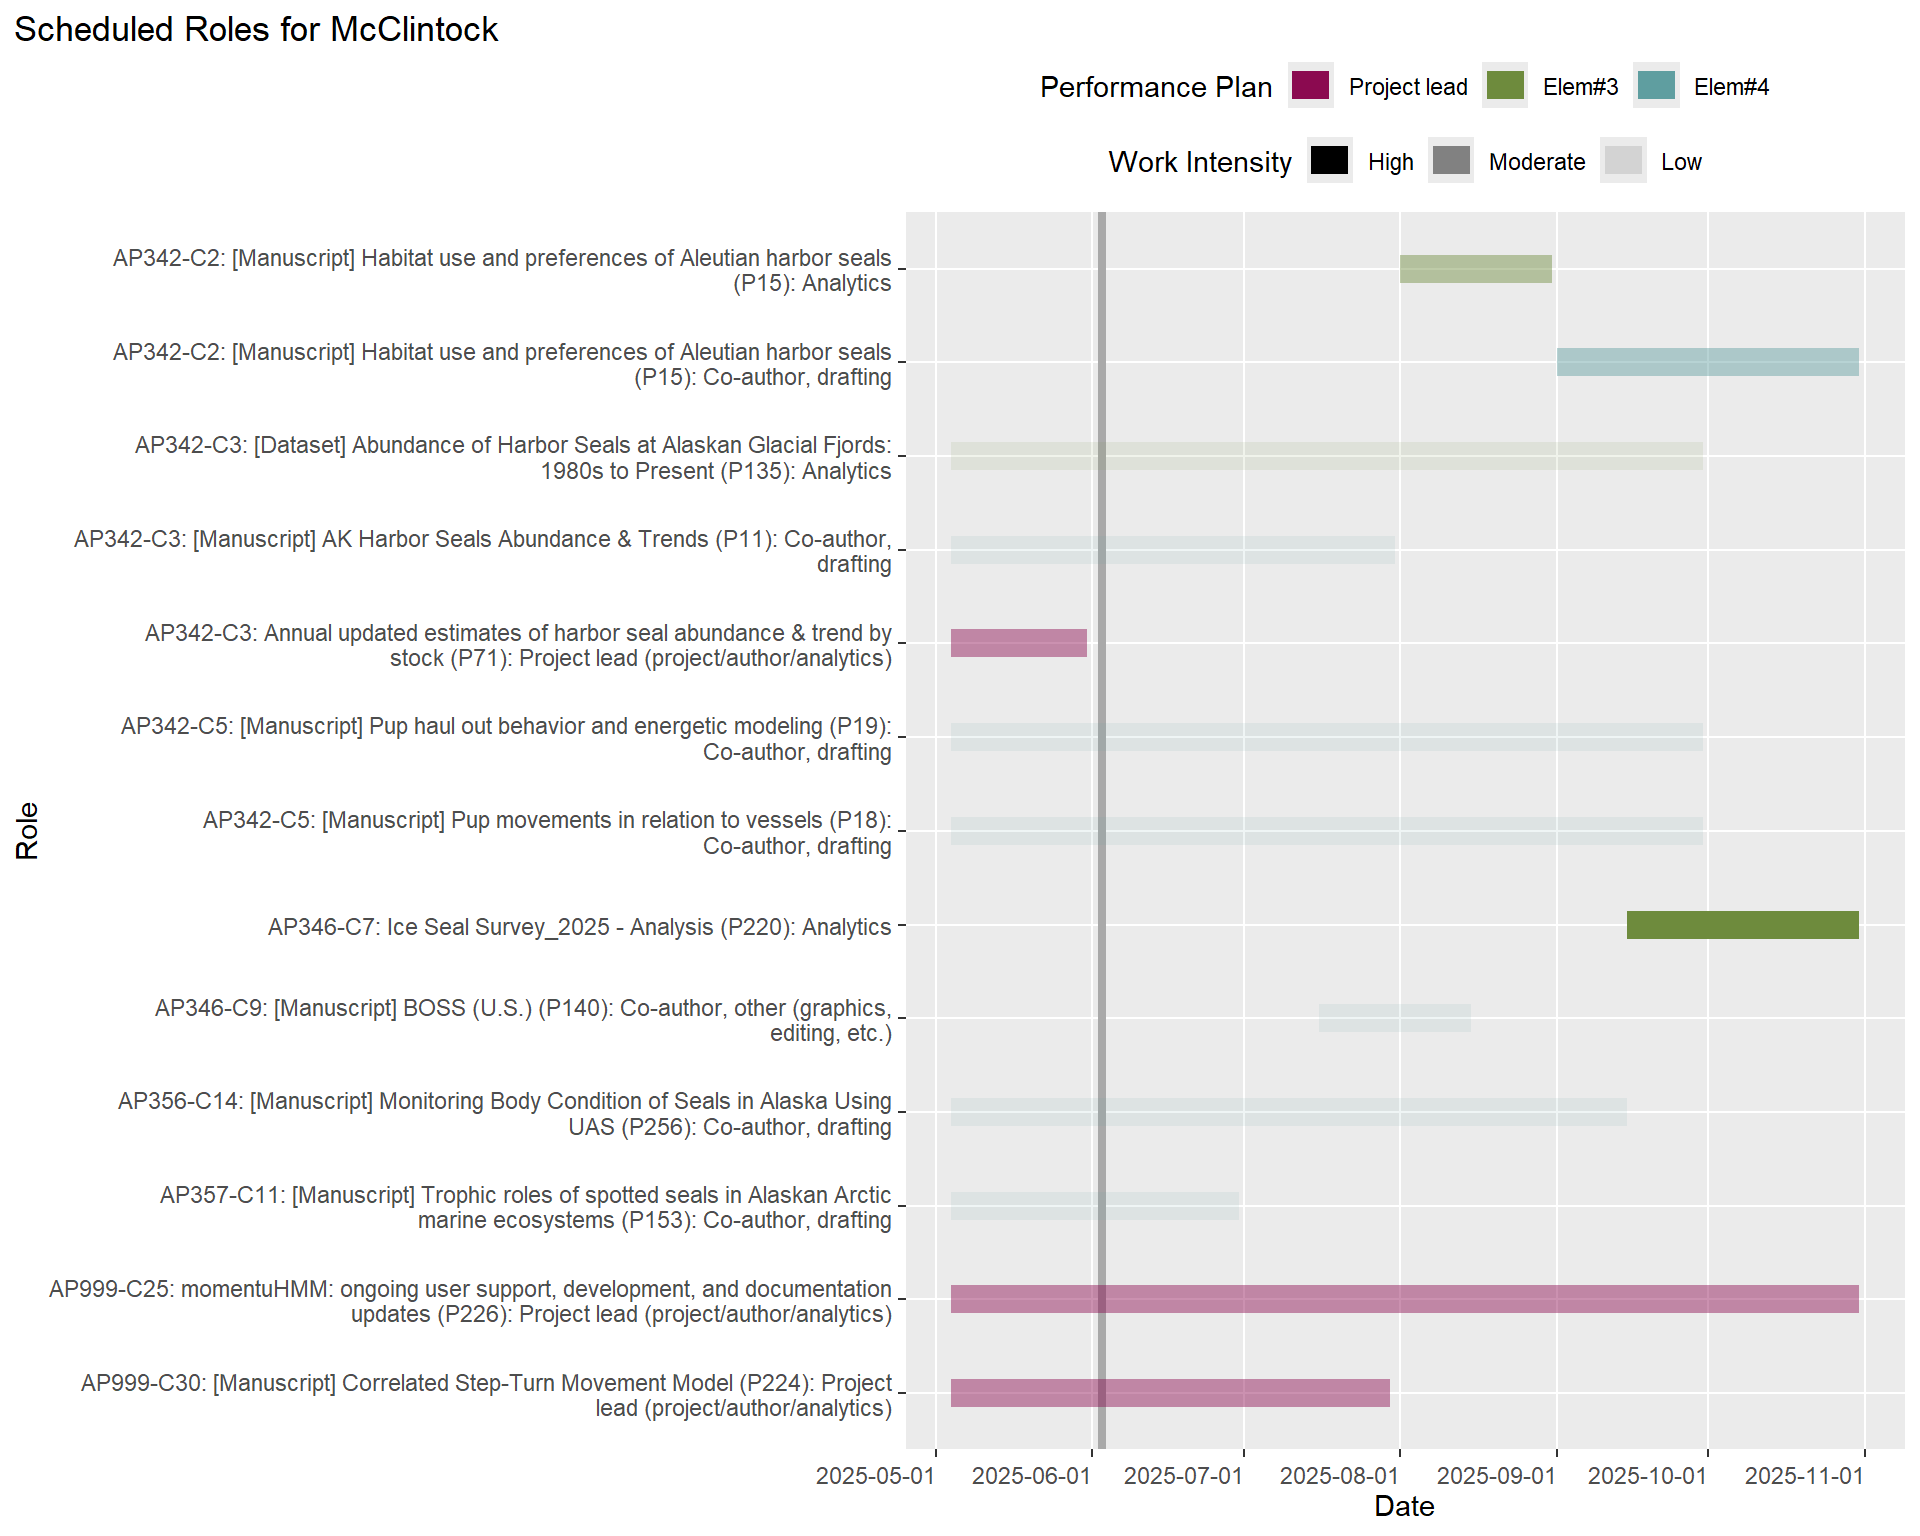 Scheduled Roles for McClintock
Performance Plan Project lead Elem#3 Elem#4
Work Intensity High Moderate Low
AP342-C2: [Manuscript] Habitat use and preferences of Aleutian harbor seals
(P15): Analytics
AP342-C2: [Manuscript] Habitat use and preferences of Aleutian harbor seals
(P15): Co-author, drafting
AP342-C3: [Dataset] Abundance of Harbor Seals at Alaskan Glacial Fjords:
1980s to Present (P135): Analytics
AP342-C3: [Manuscript] AK Harbor Seals Abundance & Trends (P11): Co-author,
drafting
AP342-C3: Annual updated estimates of harbor seal abundance & trend by
stock (P71): Project lead (project/author/analytics)
AP342-C5: [Manuscript] Pup haul out behavior and energetic modeling (P19):
Co-author, drafting
AP342-C5: [Manuscript] Pup movements in relation to vessels (P18):
Co-author, drafting
AP346-C7: Ice Seal Survey_2025 - Analysis (P220): Analytics
AP346-C9: [Manuscript] BOSS (U.S.) (P140): Co-author, other (graphics,
editing, etc.)
AP356-C14: [Manuscript] Monitoring Body Condition of Seals in Alaska Using
UAS (P256): Co-author, drafting
AP357-C11: [Manuscript] Trophic roles of spotted seals in Alaskan Arctic
marine ecosystems (P153): Co-author, drafting
AP999-C25: momentuHMM: ongoing user support, development, and documentation
updates (P226): Project lead (project/author/analytics)
AP999-C30: [Manuscript] Correlated Step-Turn Movement Model (P224): Project
lead (project/author/analytics)
Role
2025-05-01 2025-06-01 2025-07-01 2025-08-01 2025-09-01 2025-10-01 2025-11-01
Date